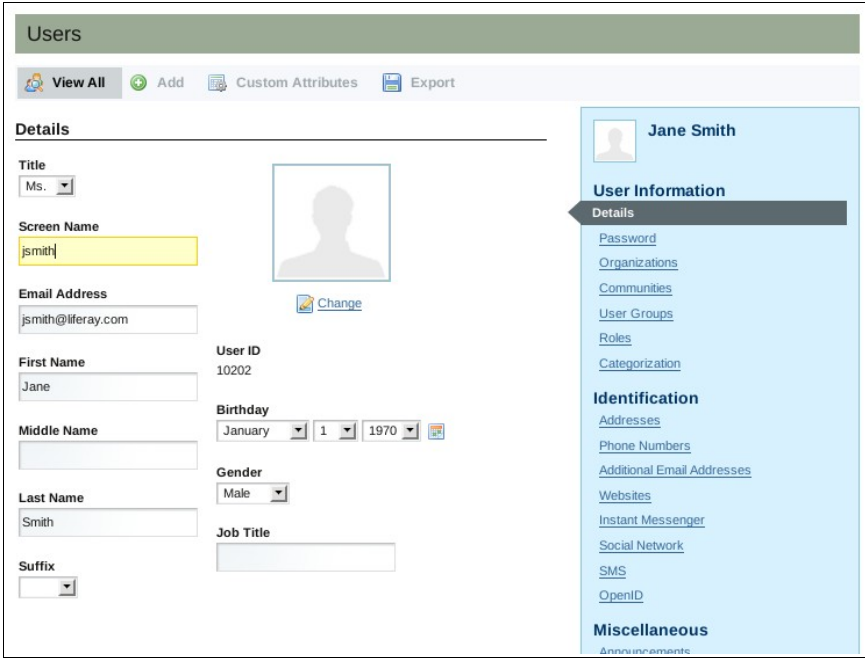 Users
View All Add Custom Attributes Export
Details
Title
Ms.
Screen Name
jsmith
Email Address
jsmith@liferay.com
First Name
Jane
Middle Name
Last Name
Smith
Suffix
Change
User ID
10202
Birthday
January 1 1970
Gender
Male
Job Title
Jane Smith
User Information
Details
Password
Organizations
Communities
User Groups
Roles
Categorization
Identification
Addresses
Phone Numbers
Additional Email Addresses
Websites
Instant Messenger
Social Network
SMS
OpenID
Miscellaneous
Announcements